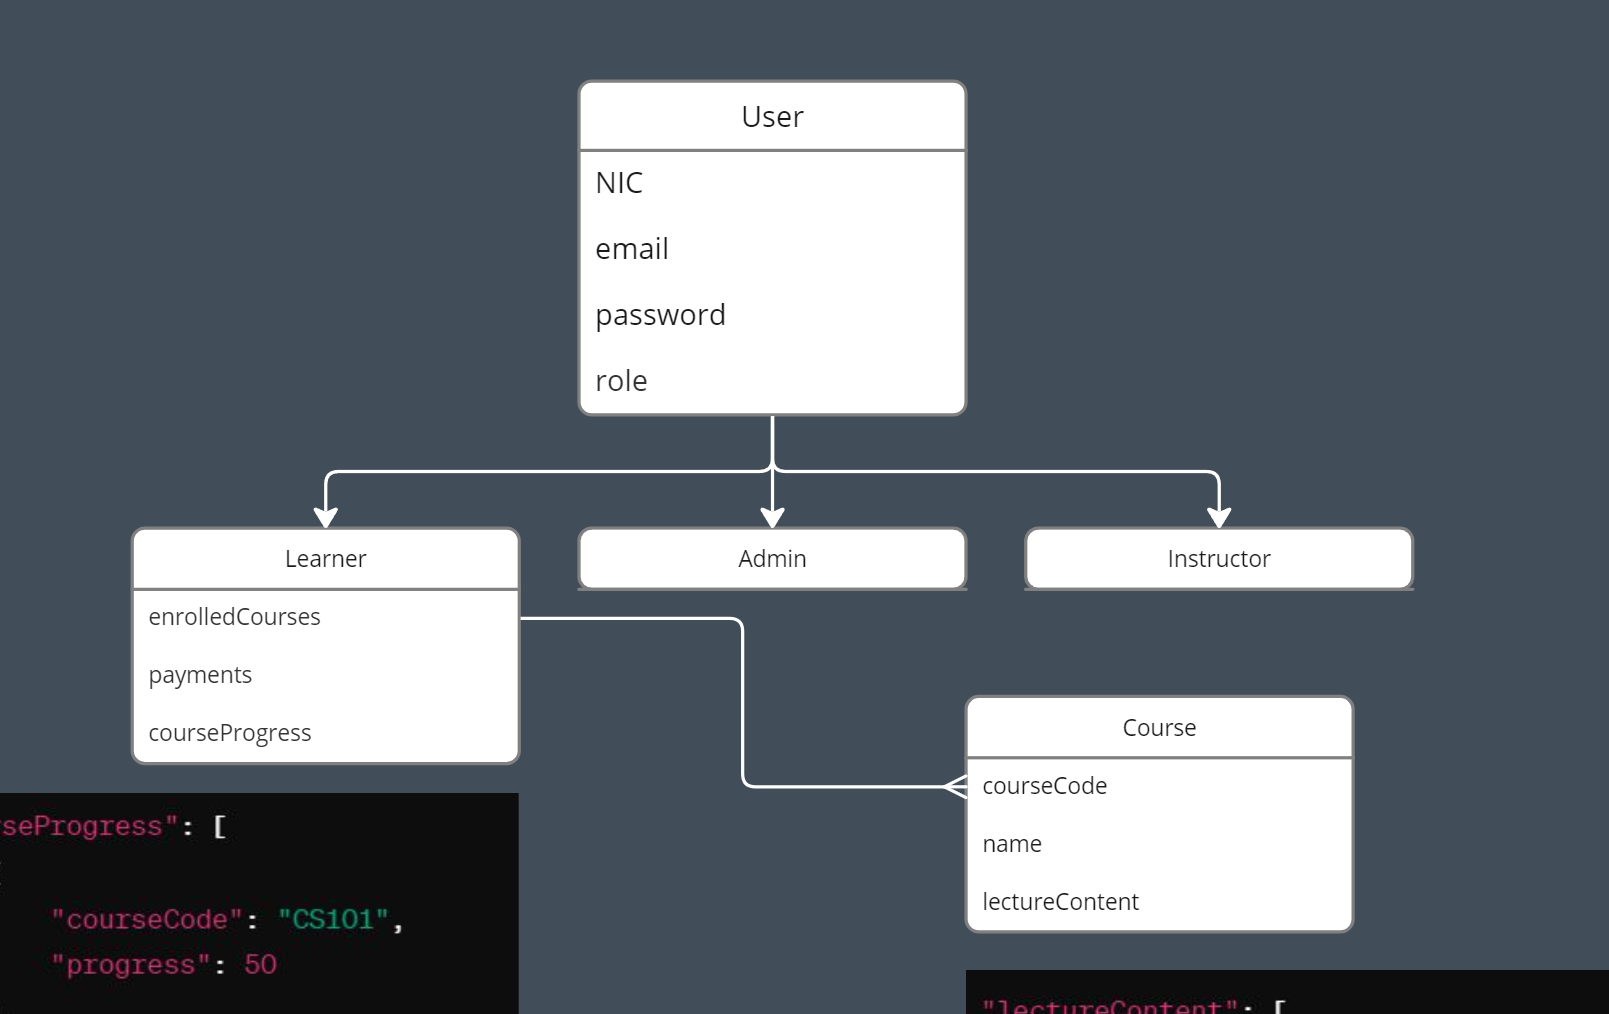 User
NIC
email
password
role
Learner
enrolledCourses
payments
courseProgress
Admin
Instructor
Course
courseCode
name
lectureContent
seProgress": [
"courseCode": "CS101",
"progress": 50
"lectureContent": [